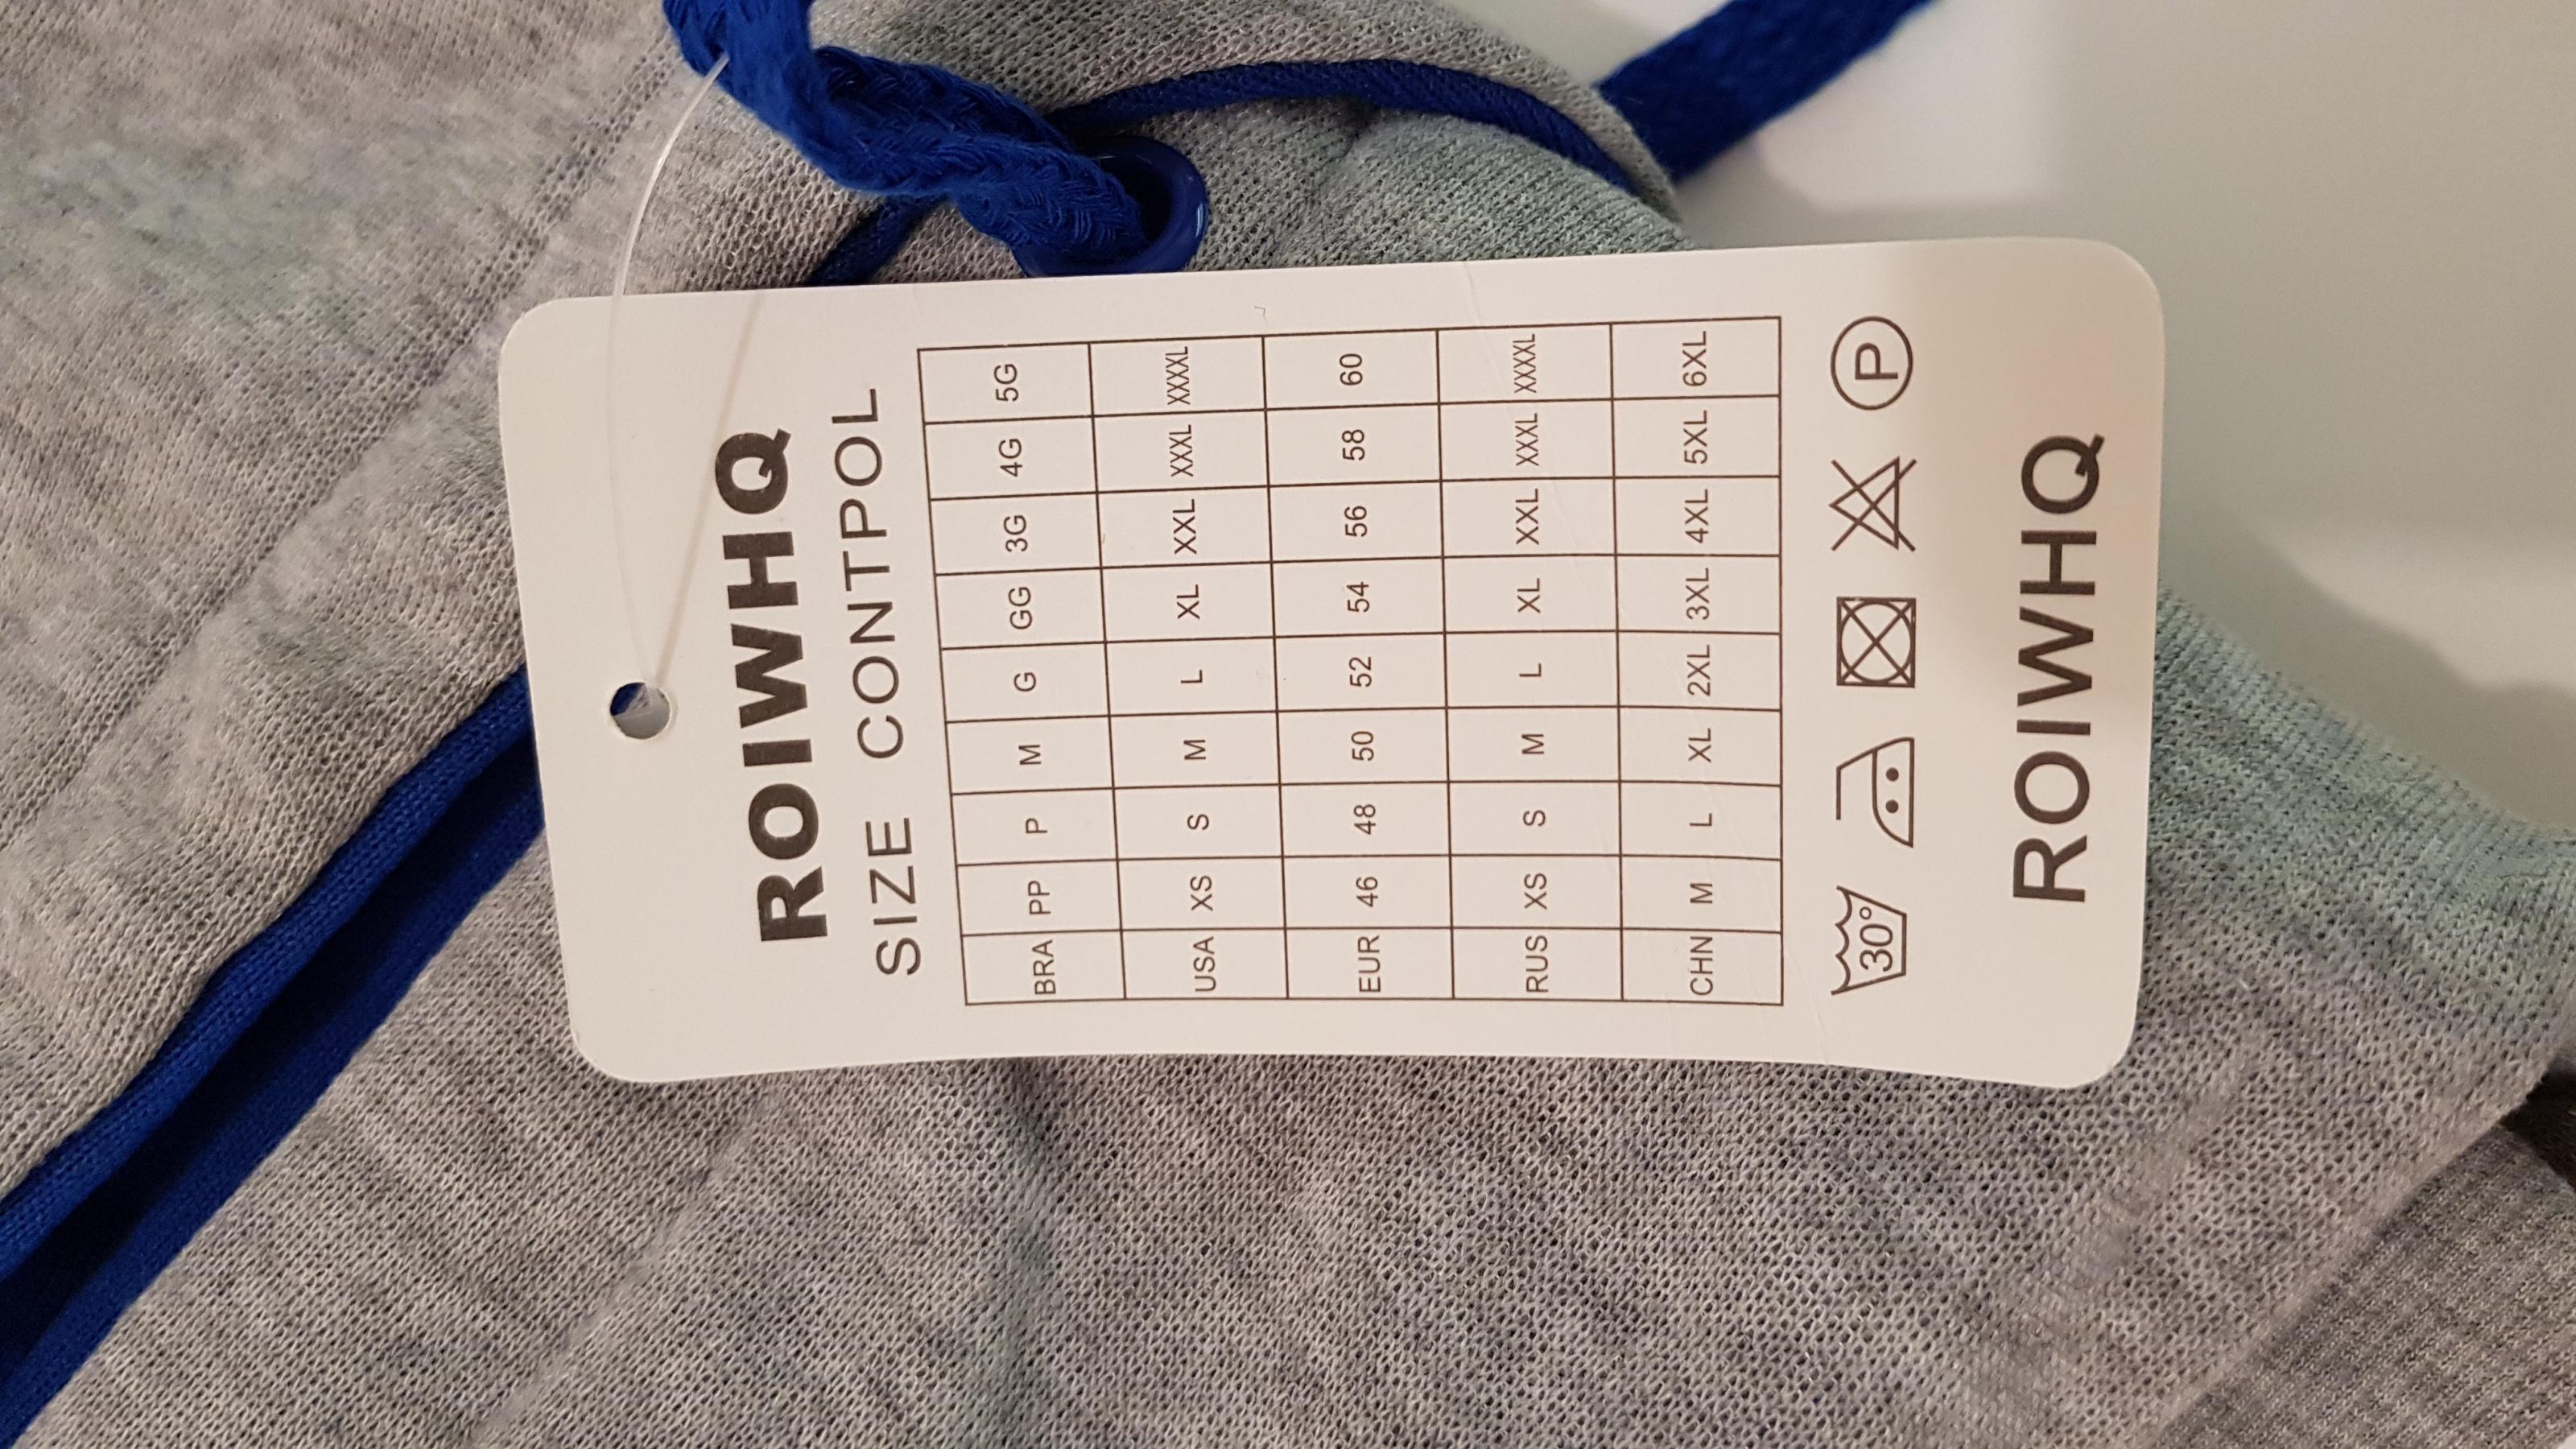 ROIWHQ
SIZE CONTPOL
BRA PP P M G GG 3G 4G 5G
USA XS S M L XL XXL XXXL XXXXL
EUR 46 48 50 52 54 56 58 60
RUS XS S M L XL XXL XXXL XXXXL
CHN M L XL 2XL 3XL 4XL 5XL 6XL
30° P
ROIWHQ